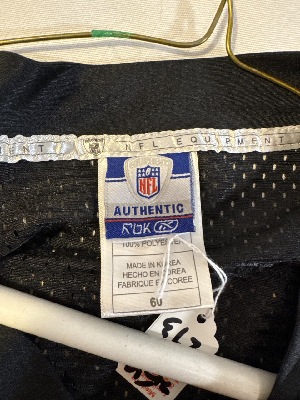 NFL EQUIPMENT
NFL
AUTHENTIC
RBK
100% POLYESTER
MADE IN KOREA
HECHO EN COREA
FABRIQUE EN COREE
60